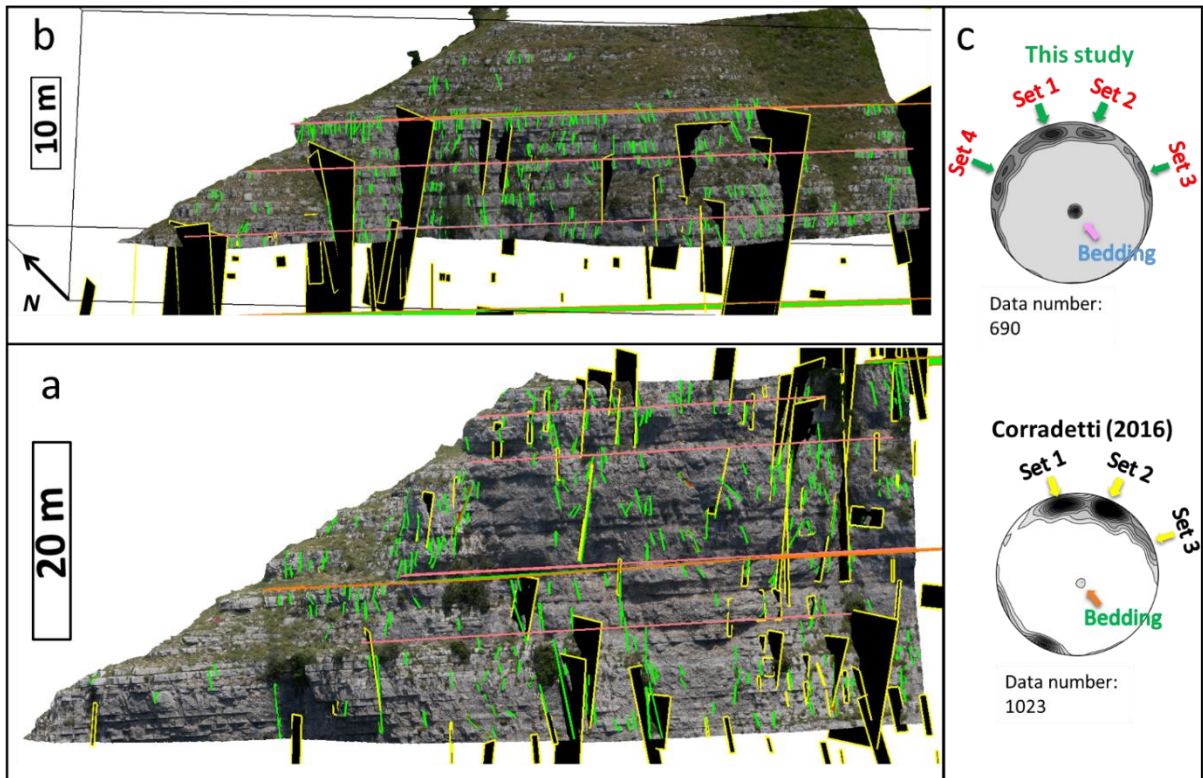 b
10 m
N
a
20 m
c
This study
Set 1
Set 2
Set 4
Set 3
Bedding
Data number:
690
Corradetti (2016)
Set 1
Set 2
Set 3
Bedding
Data number:
1023